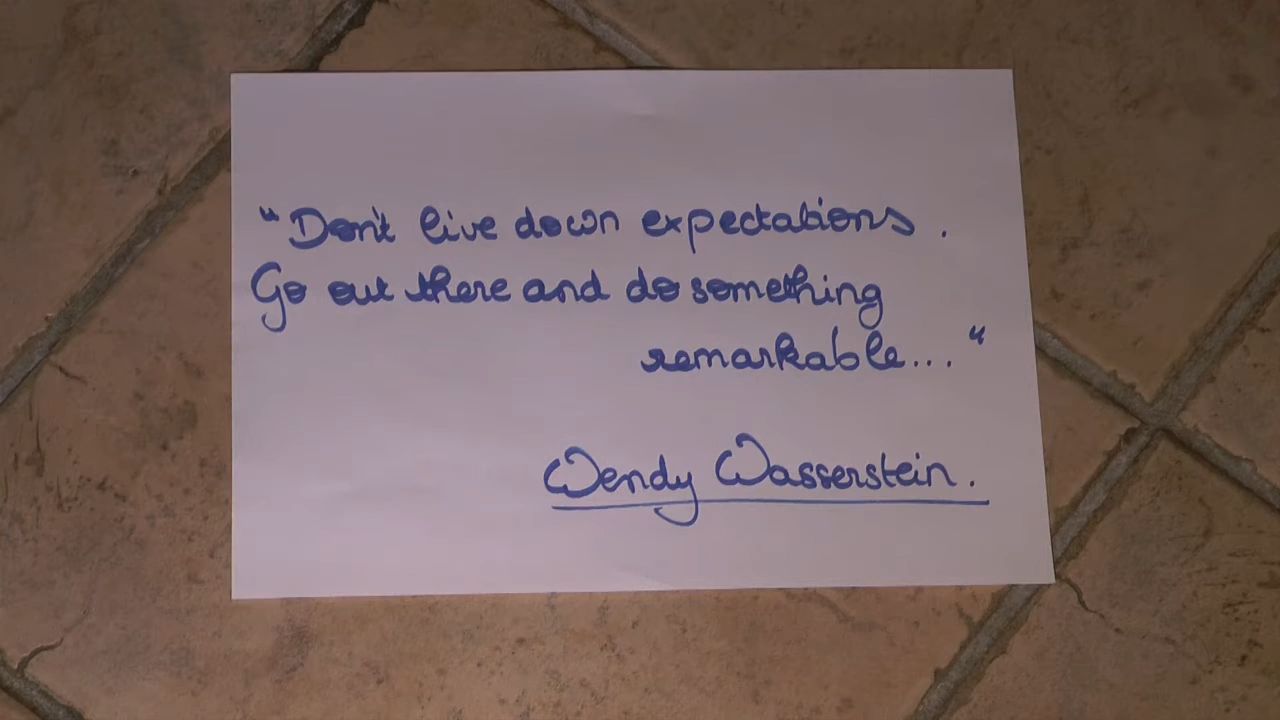 "Don't live down expectations.
Go out there and do something
remarkable..."
Wendy Wasserstein.